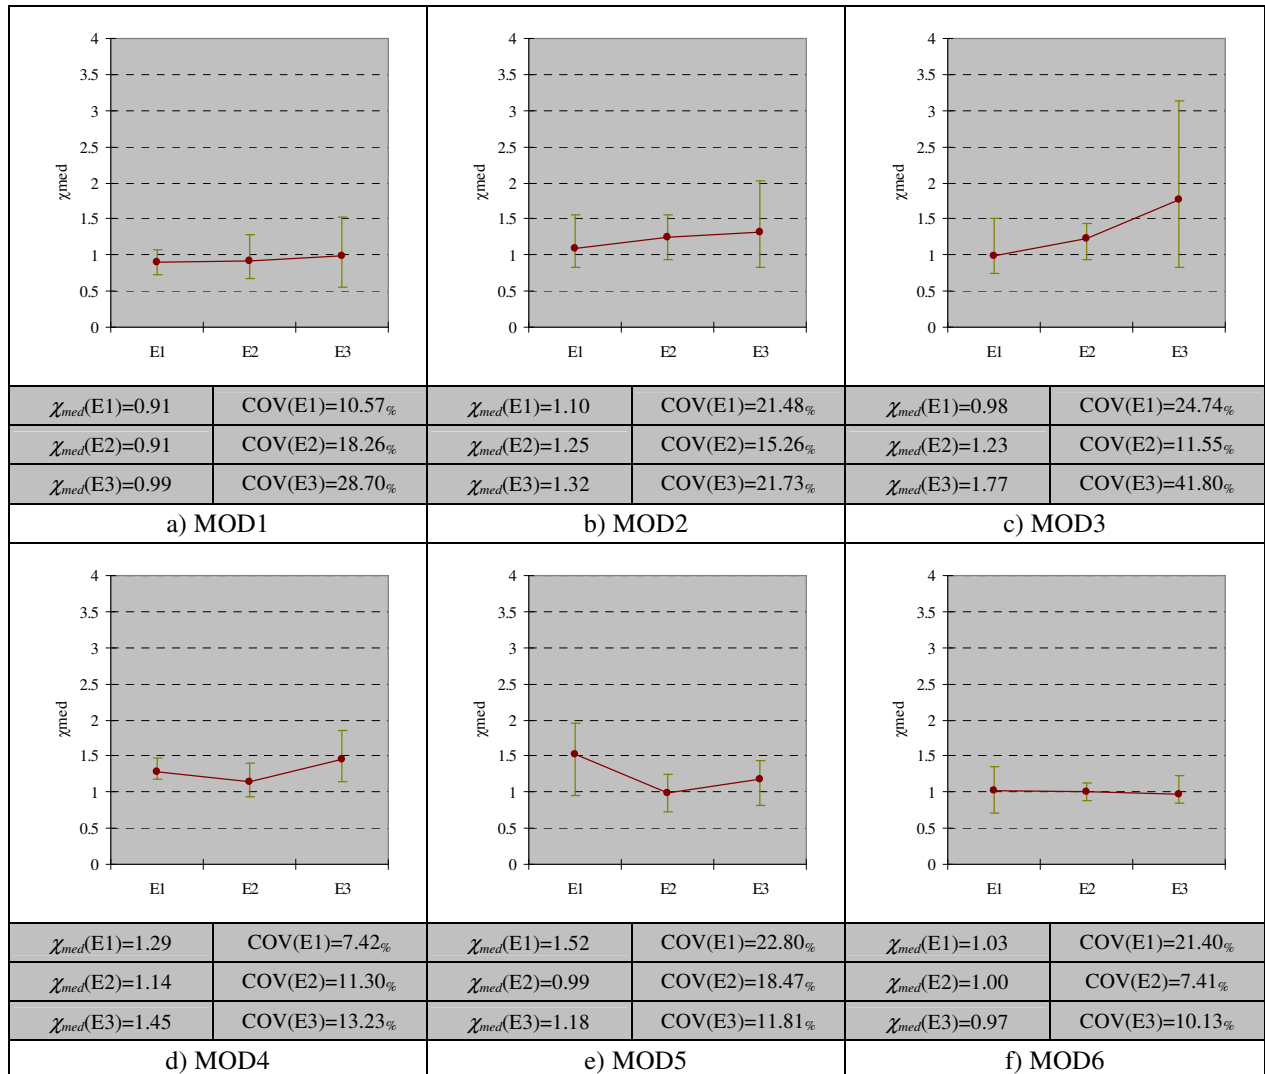 4
3.5
3
2.5
2
1.5
1
0.5
0
χmed
E1 E2 E3
χmed(E1)=0.91 COV(E1)=10.57%
χmed(E2)=0.91 COV(E2)=18.26%
χmed(E3)=0.99 COV(E3)=28.70%
a) MOD1
4
3.5
3
2.5
2
1.5
1
0.5
0
χmed
E1 E2 E3
χmed(E1)=1.10 COV(E1)=21.48%
χmed(E2)=1.25 COV(E2)=15.26%
χmed(E3)=1.32 COV(E3)=21.73%
b) MOD2
4
3.5
3
2.5
2
1.5
1
0.5
0
χmed
E1 E2 E3
χmed(E1)=0.98 COV(E1)=24.74%
χmed(E2)=1.23 COV(E2)=11.55%
χmed(E3)=1.77 COV(E3)=41.80%
c) MOD3
4
3.5
3
2.5
2
1.5
1
0.5
0
χmed
E1 E2 E3
χmed(E1)=1.29 COV(E1)=7.42%
χmed(E2)=1.14 COV(E2)=11.30%
χmed(E3)=1.45 COV(E3)=13.23%
d) MOD4
4
3.5
3
2.5
2
1.5
1
0.5
0
χmed
E1 E2 E3
χmed(E1)=1.52 COV(E1)=22.80%
χmed(E2)=0.99 COV(E2)=18.47%
χmed(E3)=1.18 COV(E3)=11.81%
e) MOD5
4
3.5
3
2.5
2
1.5
1
0.5
0
χmed
E1 E2 E3
χmed(E1)=1.03 COV(E1)=21.40%
χmed(E2)=1.00 COV(E2)=7.41%
χmed(E3)=0.97 COV(E3)=10.13%
f) MOD6